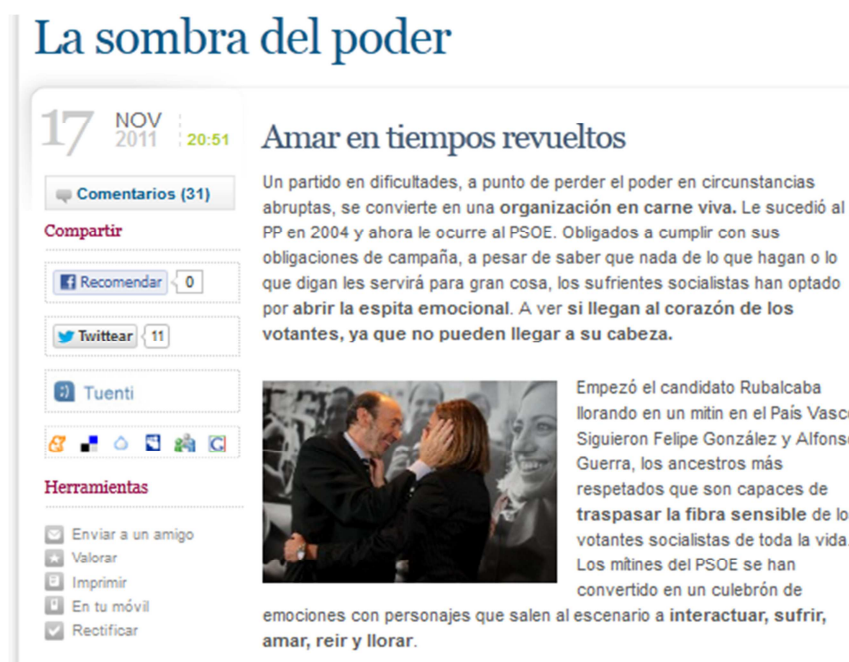 La sombra del poder
17 NOV 2011 20:51
Comentarios (31)
Compartir
Recomendar 0
Twittear 11
Tuenti
Herramientas
Enviar a un amigo
Valorar
Imprimir
En tu móvil
Rectificar
Amar en tiempos revueltos
Un partido en dificultades, a punto de perder el poder en circunstancias
abruptas, se convierte en una organización en carne viva. Le sucedió al
PP en 2004 y ahora le ocurre al PSOE. Obligados a cumplir con sus
obligaciones de campaña, a pesar de saber que nada de lo que hagan o lo
que digan les servirá para gran cosa, los sufrientes socialistas han optado
por abrir la espita emocional. A ver si llegan al corazón de los
votantes, ya que no pueden llegar a su cabeza.
Empezó el candidato Rubalcaba
llorando en un mitin en el País Vasco
Siguieron Felipe González y Alfonso
Guerra, los ancestros más
respetados que son capaces de
traspasar la fibra sensible de lo
votantes socialistas de toda la vida.
Los mítines del PSOE se han
convertido en un culebrón de
emociones con personajes que salen al escenario a interactuar, sufrir,
amar, reir y llorar.